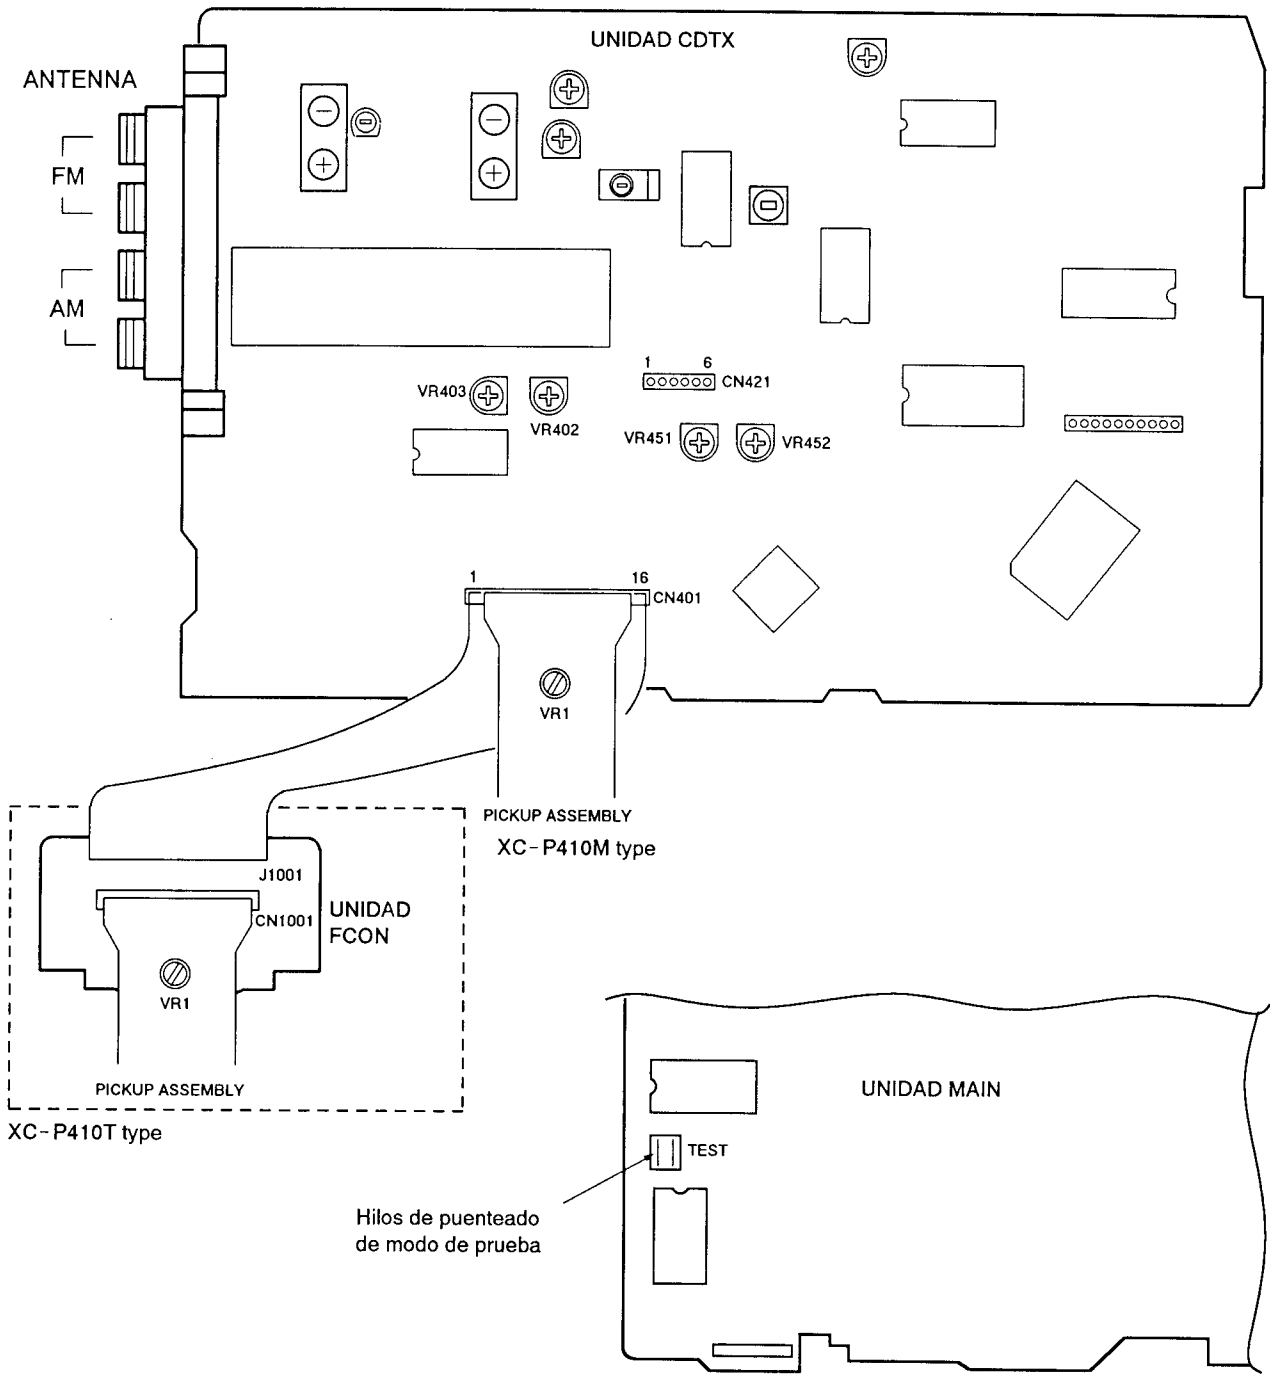 UNIDAD CDTX
ANTENNA
FM
AM
1 6
CN421
VR403
VR402
VR451
VR452
1 16
CN401
VR1
PICKUP ASSEMBLY
XC-P410M type
J1001
CN1001
UNIDAD
FCON
VR1
PICKUP ASSEMBLY
XC-P410T type
UNIDAD MAIN
TEST
Hilos de puenteado
de modo de prueba